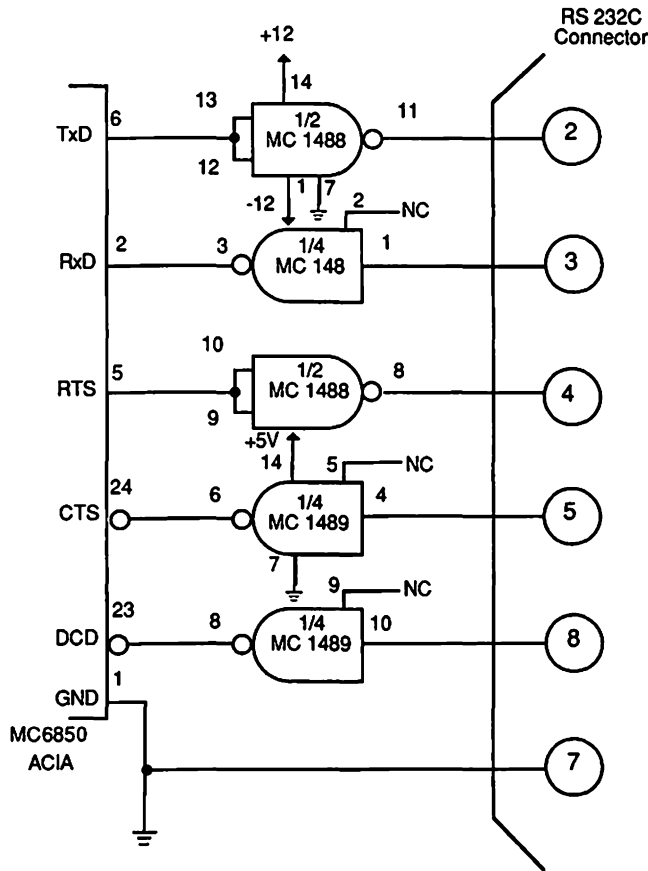 RS 232C
Connector
+12
14
13
11
6
1/2
MC 1488
TxD
2
12
1
7
-12
2
NC
1/4
MC 148
2
3
1
RxD
3
10
1/2
MC 1488
5
8
RTS
4
9
+5V
14
5
NC
24
6
4
1/4
MC 1489
CTS
5
7
9
NC
23
8
10
1/4
MC 1489
DCD
8
1
GND
MC6850
ACIA
7